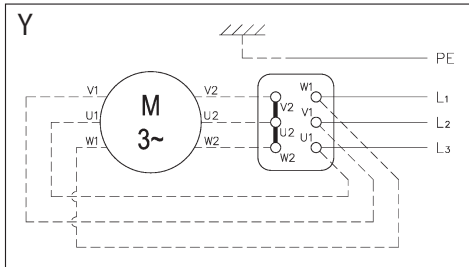 Y
PE
V1 V2 W1 L1
V2 V1
U1 M U2 L2
3~ U2 U1
W1 W2 W2 L3